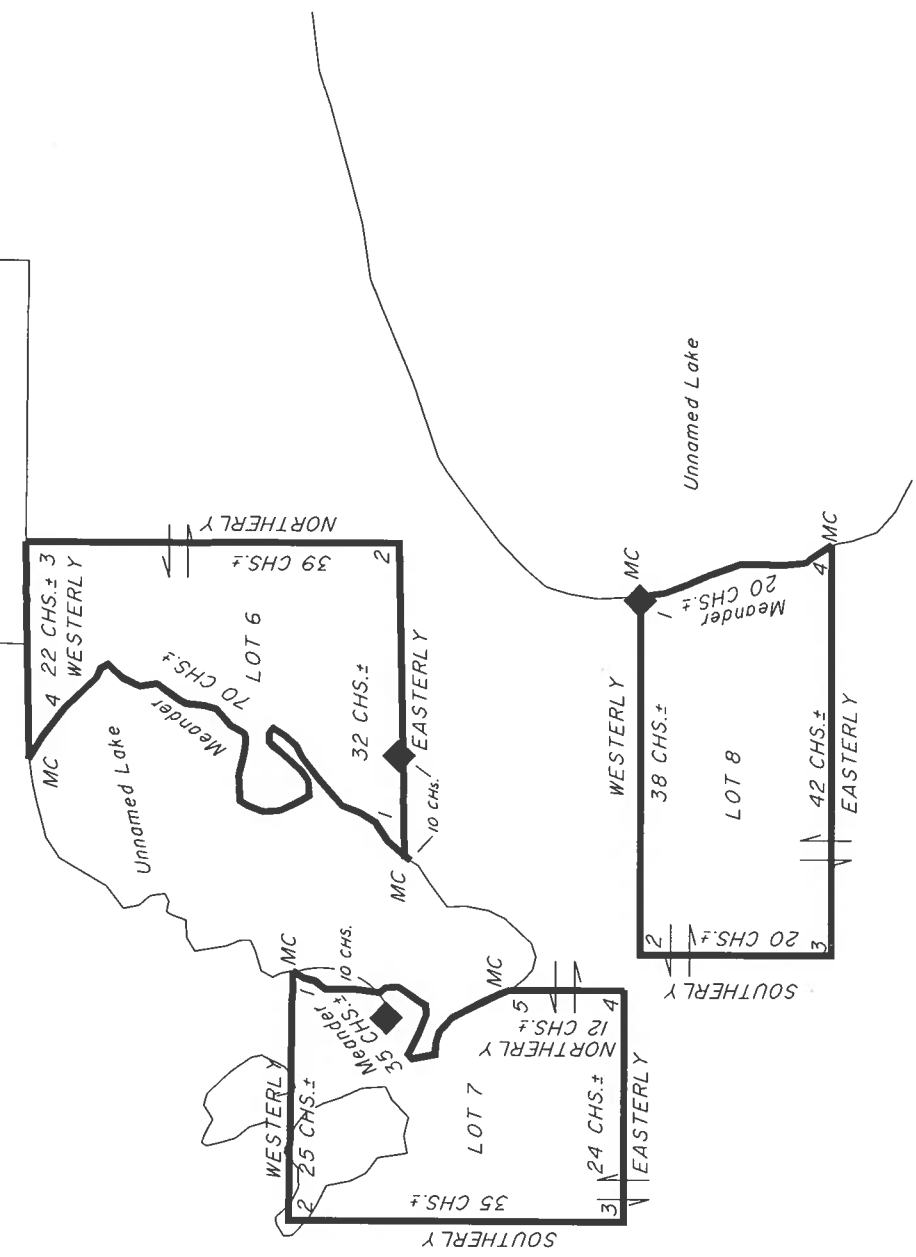 MC
4
22 CHS.±
3
WESTERLY
Unnamed Lake
Meander
70 CHS.±
LOT 6
39 CHS.±
NORTHERLY
32 CHS.±
2
1
EASTERLY
10 CHS.
MC
MC
10 CHS.
1
Meander
35 CHS.±
WESTERLY
25 CHS.±
2
LOT 7
35 CHS.±
SOUTHERLY
MC
5
12 CHS.±
NORTHERLY
4
24 CHS.±
3
EASTERLY
Unnamed Lake
MC
1
Meander
20 CHS.±
WESTERLY
38 CHS.±
2
LOT 8
20 CHS.±
SOUTHERLY
3
42 CHS.±
EASTERLY
4
MC